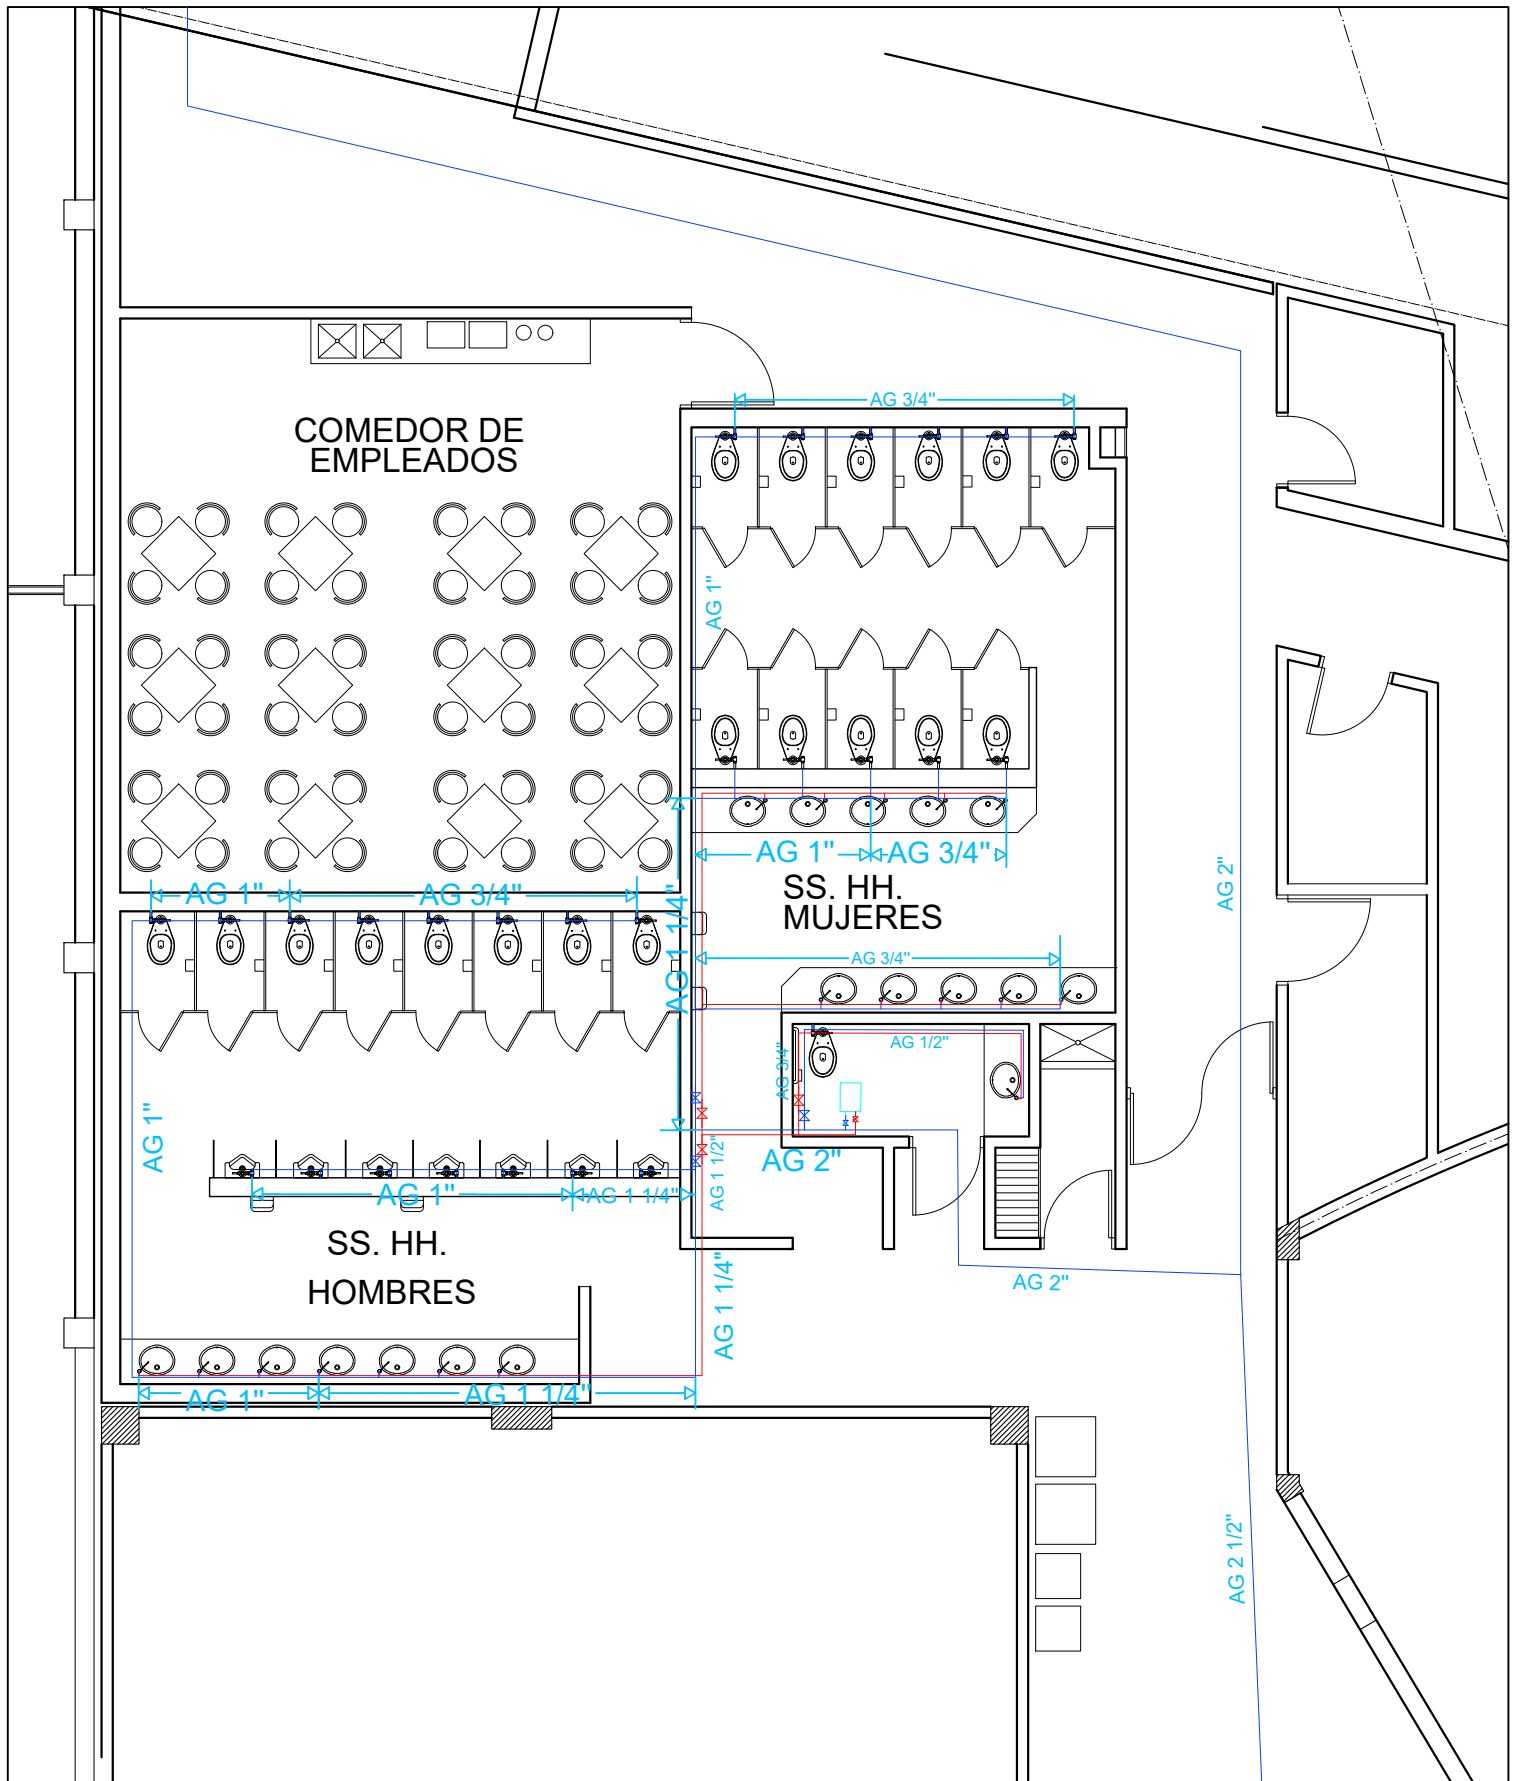 AG 3/4"
COMEDOR DE
EMPLEADOS
AG 1"
AG 1"
AG 3/4"
AG 2"
SS. HH.
MUJERES
AG 1"
AG 3/4"
AG 1 1/4"
AG 3/4"
AG 1/2"
AG 3/4"
AG 1"
AG 2"
AG 1 1/2"
AG 1"
AG 1 1/4"
SS. HH.
HOMBRES
AG 2"
AG 1 1/4"
AG 1"
AG 1 1/4"
AG 2 1/2"